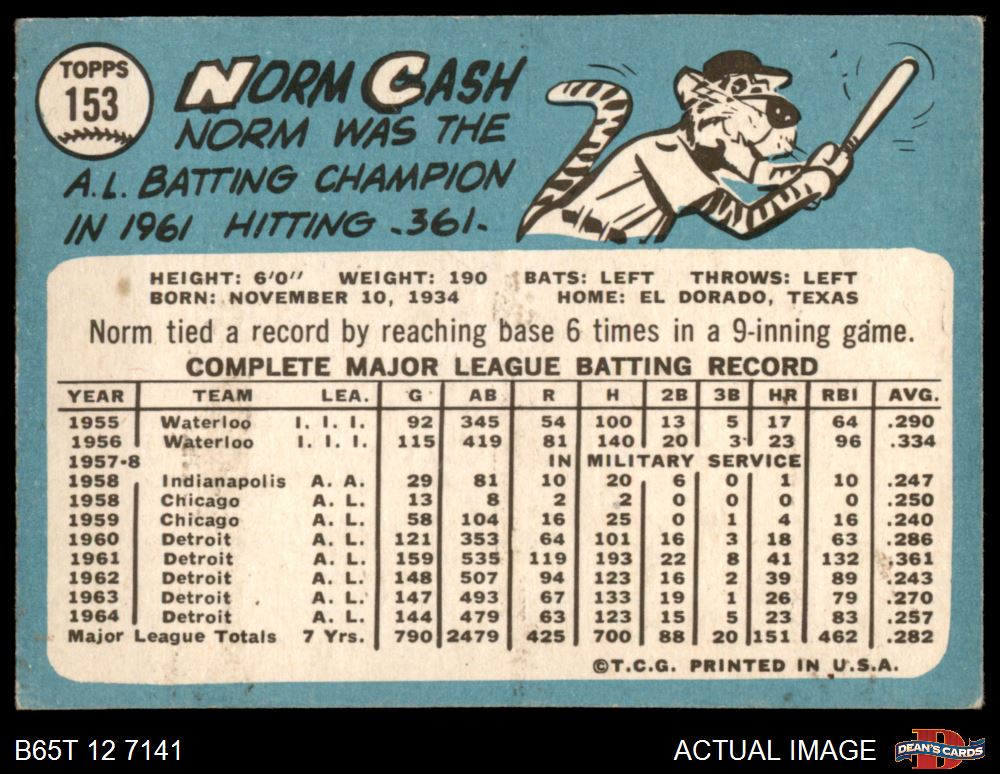 TOPPS
153
NORM CASH
NORM WAS THE
A.L. BATTING CHAMPION
IN 1961 HITTING .361.
HEIGHT: 6'0" WEIGHT: 190 BATS: LEFT THROWS: LEFT
BORN: NOVEMBER 10, 1934 HOME: EL DORADO, TEXAS
Norm tied a record by reaching base 6 times in a 9-inning game.
COMPLETE MAJOR LEAGUE BATTING RECORD
YEAR TEAM LEA. G AB R H 2B 3B HR RBI AVG.
1955 Waterloo I. I. I. 92 345 54 100 13 5 17 64 .290
1956 Waterloo I. I. I. 115 419 81 140 20 3 23 96 .334
1957-8 IN MILITARY SERVICE
1958 Indianapolis A. A. 29 81 10 20 6 0 1 10 .247
1958 Chicago A. L. 13 8 2 2 0 0 0 0 .250
1959 Chicago A. L. 58 104 16 25 0 1 4 16 .240
1960 Detroit A. L. 121 353 64 101 16 3 18 63 .286
1961 Detroit A. L. 159 535 119 193 22 8 41 132 .361
1962 Detroit A. L. 148 507 94 123 16 2 39 89 .243
1963 Detroit A. L. 147 493 67 133 19 1 26 79 .270
1964 Detroit A. L. 144 479 63 123 15 5 23 83 .257
Major League Totals 7 Yrs. 790 2479 425 700 88 20 151 462 .282
©T.C.G. PRINTED IN U.S.A.
B65T 12 7141 ACTUAL IMAGE DEAN'S CARDS